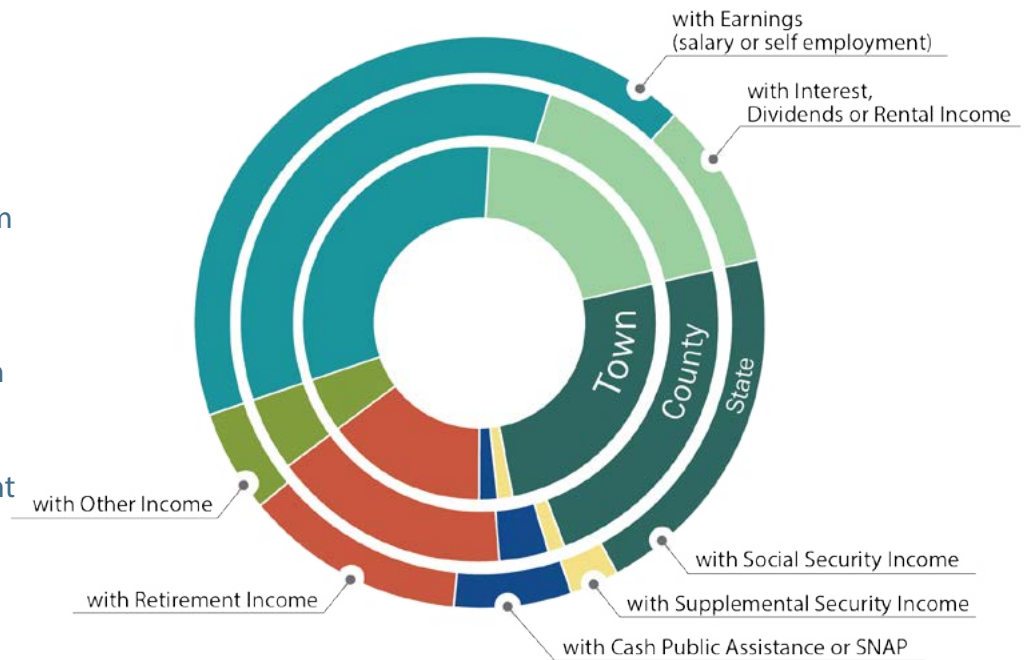 with Earnings
(salary or self employment)
with Interest,
Dividends or Rental Income
Town
County
State
with Other Income
with Retirement Income
with Social Security Income
with Supplemental Security Income
with Cash Public Assistance or SNAP